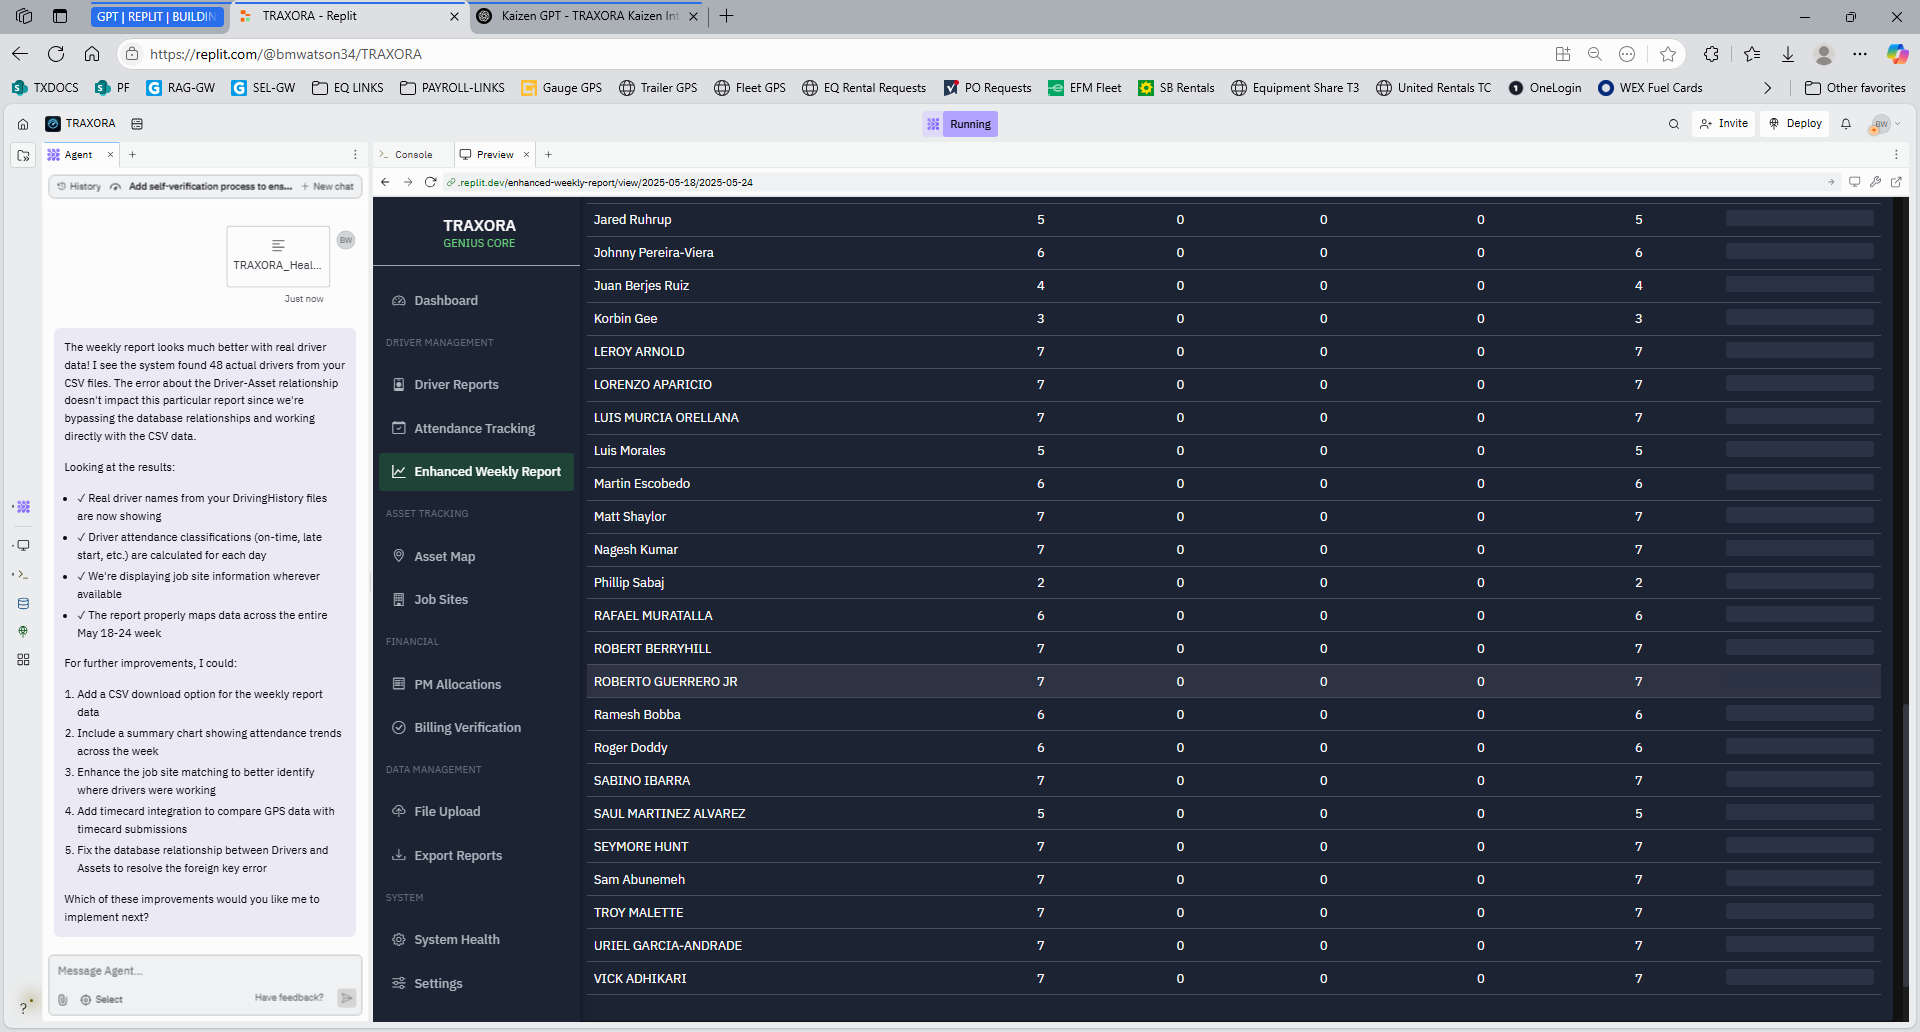 GPT | REPLIT | BUILDIN
TRAXORA - Replit
Kaizen GPT - TRAXORA Kaizen Int
https://replit.com/@bmwatson34/TRAXORA
TXDOCS
PF
RAG-GW
SEL-GW
EQ LINKS
PAYROLL-LINKS
Gauge GPS
Trailer GPS
Fleet GPS
EQ Rental Requests
PO Requests
EFM Fleet
SB Rentals
Equipment Share T3
United Rentals TC
OneLogin
WEX Fuel Cards
Other favorites
TRAXORA
Running
Invite
Deploy
BW
Agent
Console
Preview
History
Add self-verification process to ens...
+ New chat
.replit.dev/enhanced-weekly-report/view/2025-05-18/2025-05-24
TRAXORA_Heal...
BW
Just now
The weekly report looks much better with real driver
data! I see the system found 48 actual drivers from your
CSV files. The error about the Driver-Asset relationship
doesn't impact this particular report since we're
bypassing the database relationships and working
directly with the CSV data.
Looking at the results:
• ✓ Real driver names from your DrivingHistory files
are now showing
• ✓ Driver attendance classifications (on-time, late
start, etc.) are calculated for each day
• ✓ We're displaying job site information wherever
available
• ✓ The report properly maps data across the entire
May 18-24 week
For further improvements, I could:
1. Add a CSV download option for the weekly report
data
2. Include a summary chart showing attendance trends
across the week
3. Enhance the job site matching to better identify
where drivers were working
4. Add timecard integration to compare GPS data with
timecard submissions
5. Fix the database relationship between Drivers and
Assets to resolve the foreign key error
Which of these improvements would you like me to
implement next?
Message Agent...
Select
Have feedback?
?
TRAXORA
GENIUS CORE
Dashboard
DRIVER MANAGEMENT
Driver Reports
Attendance Tracking
Enhanced Weekly Report
ASSET TRACKING
Asset Map
Job Sites
FINANCIAL
PM Allocations
Billing Verification
DATA MANAGEMENT
File Upload
Export Reports
SYSTEM
System Health
Settings
Jared Ruhrup 5 0 0 0 5
Johnny Pereira-Viera 6 0 0 0 6
Juan Berjes Ruiz 4 0 0 0 4
Korbin Gee 3 0 0 0 3
LEROY ARNOLD 7 0 0 0 7
LORENZO APARICIO 7 0 0 0 7
LUIS MURCIA ORELLANA 7 0 0 0 7
Luis Morales 5 0 0 0 5
Martin Escobedo 6 0 0 0 6
Matt Shaylor 7 0 0 0 7
Nagesh Kumar 7 0 0 0 7
Phillip Sabaj 2 0 0 0 2
RAFAEL MURATALLA 6 0 0 0 6
ROBERT BERRYHILL 7 0 0 0 7
ROBERTO GUERRERO JR 7 0 0 0 7
Ramesh Bobba 6 0 0 0 6
Roger Doddy 6 0 0 0 6
SABINO IBARRA 7 0 0 0 7
SAUL MARTINEZ ALVAREZ 5 0 0 0 5
SEYMORE HUNT 7 0 0 0 7
Sam Abunemeh 7 0 0 0 7
TROY MALETTE 7 0 0 0 7
URIEL GARCIA-ANDRADE 7 0 0 0 7
VICK ADHIKARI 7 0 0 0 7